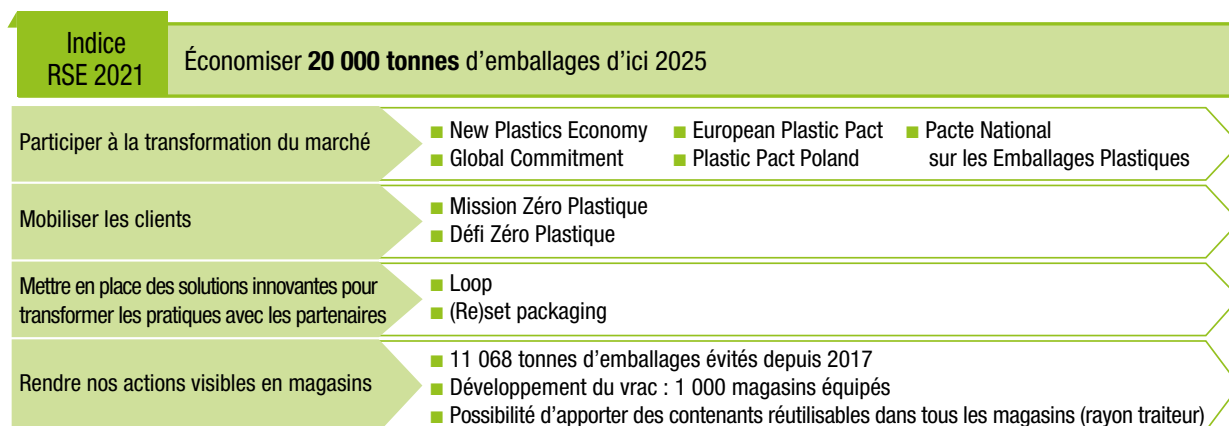 Indice
RSE 2021
Économiser 20 000 tonnes d'emballages d'ici 2025
Participer à la transformation du marché
■ New Plastics Economy
■ Global Commitment
■ European Plastic Pact
■ Plastic Pact Poland
■ Pacte National
sur les Emballages Plastiques
Mobiliser les clients
■ Mission Zéro Plastique
■ Défi Zéro Plastique
Mettre en place des solutions innovantes pour
transformer les pratiques avec les partenaires
■ Loop
■ (Re)set packaging
Rendre nos actions visibles en magasins
■ 11 068 tonnes d'emballages évités depuis 2017
■ Développement du vrac : 1 000 magasins équipés
■ Possibilité d'apporter des contenants réutilisables dans tous les magasins (rayon traiteur)